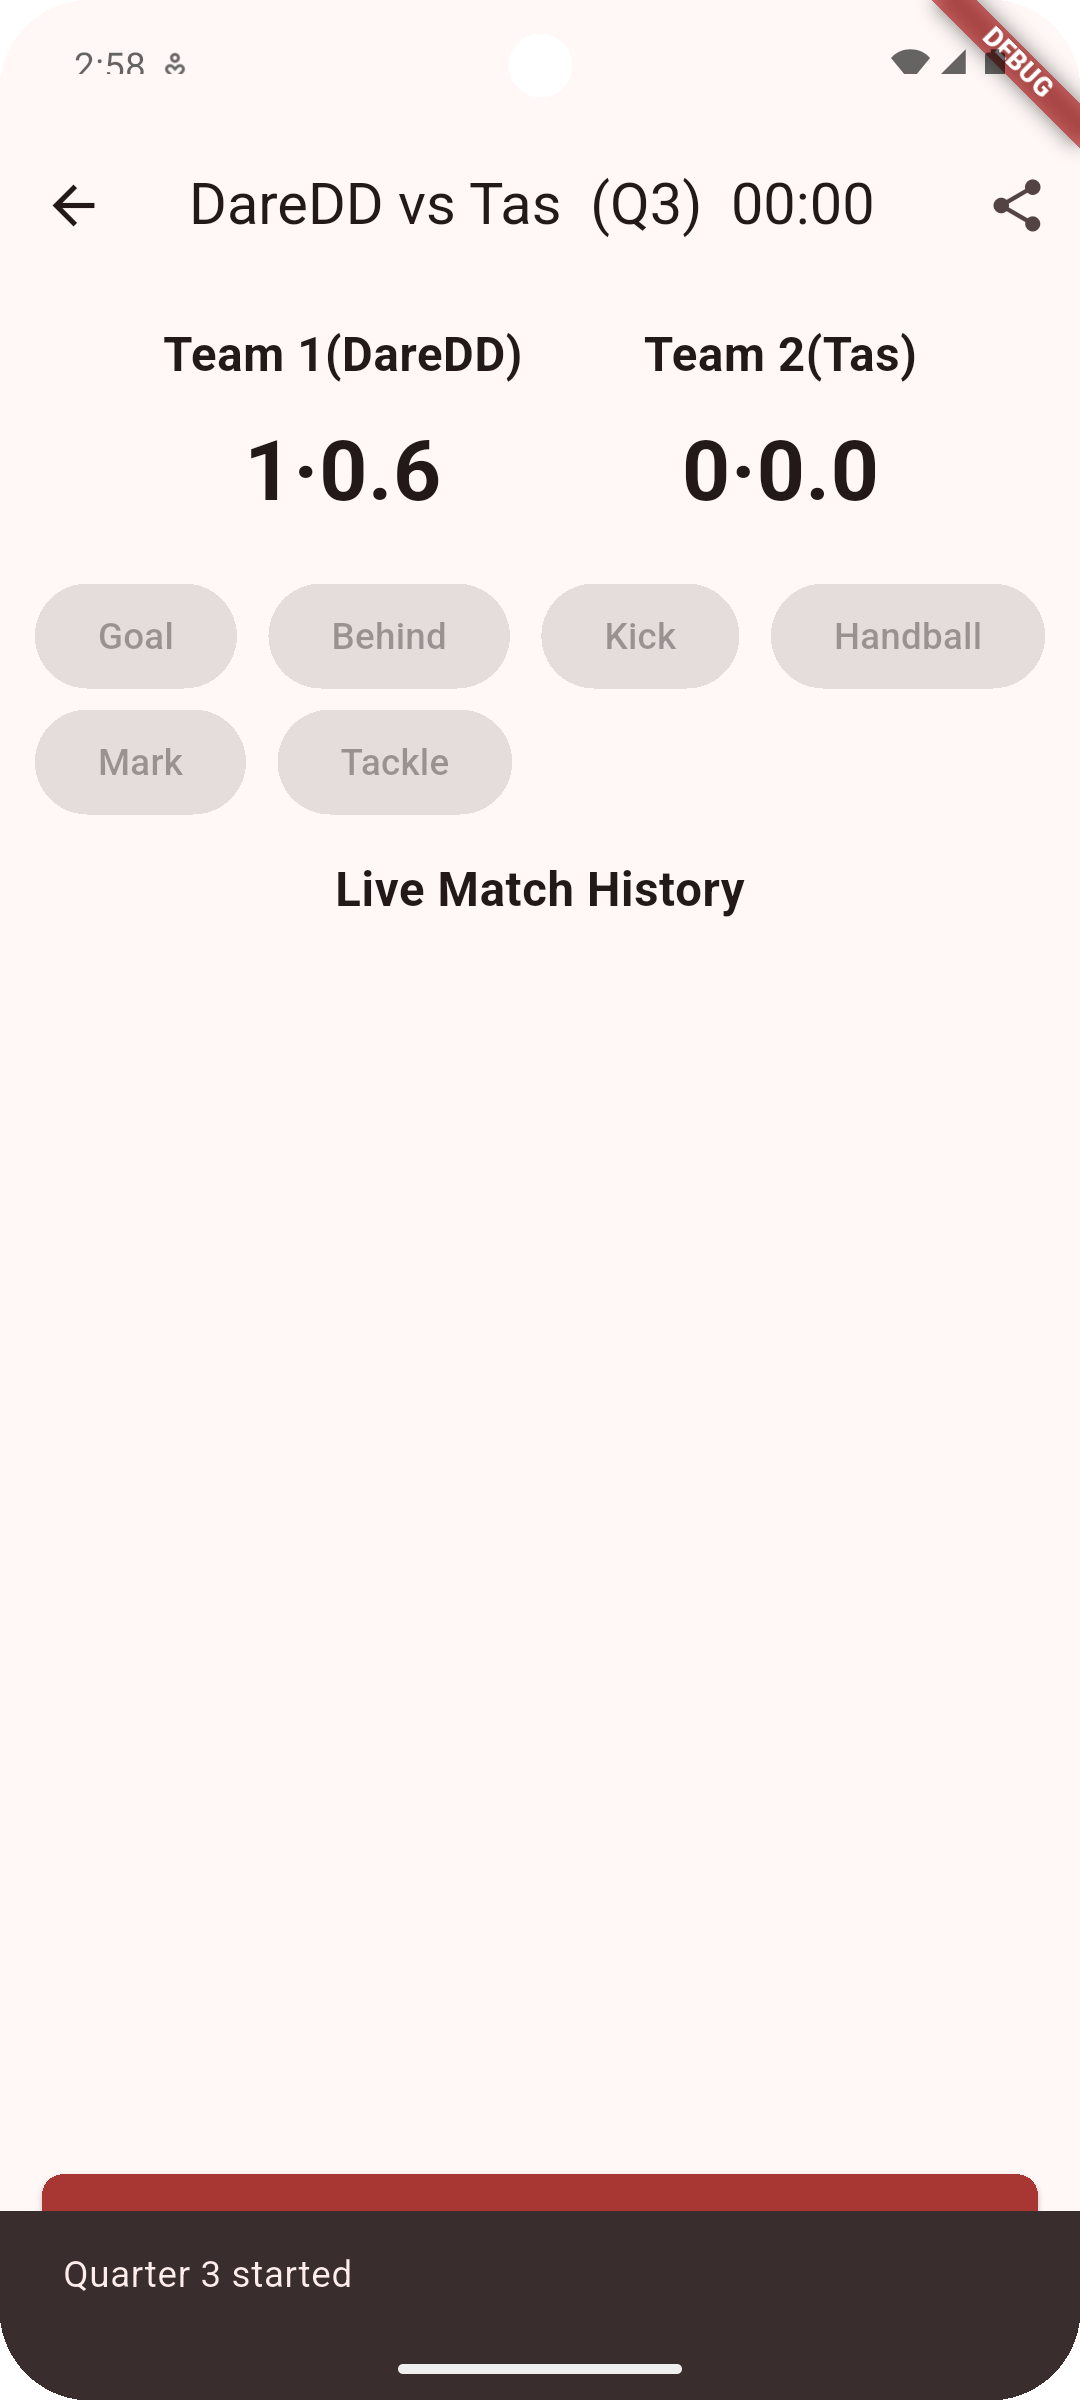 2:58
DEBUG
DareDD vs Tas (Q3) 00:00
Team 1(DareDD) Team 2(Tas)
1·0.6 0·0.0
Goal Behind Kick Handball
Mark Tackle
Live Match History
Quarter 3 started